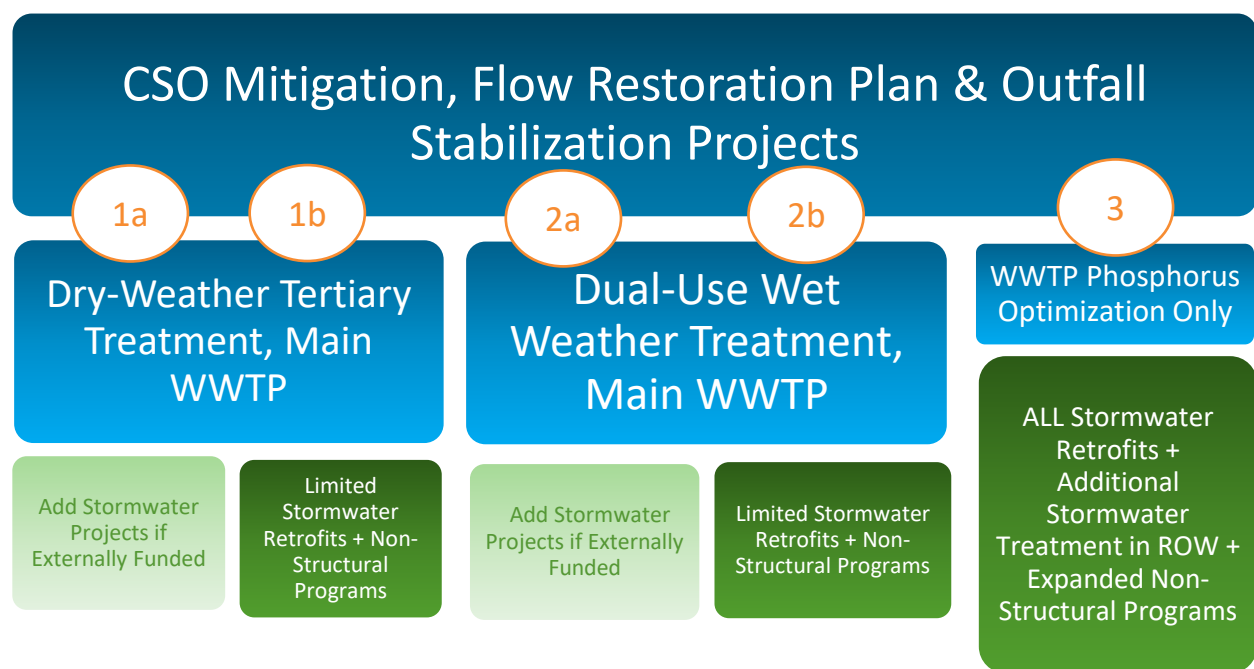 CSO Mitigation, Flow Restoration Plan & Outfall
Stabilization Projects
1a
1b
2a
2b
3
Dry-Weather Tertiary
Treatment, Main
WWTP
Dual-Use Wet
Weather Treatment,
Main WWTP
WWTP Phosphorus
Optimization Only
Add Stormwater
Projects if
Externally Funded
Limited
Stormwater
Retrofits + Non-
Structural
Programs
Add Stormwater
Projects if Externally
Funded
Limited Stormwater
Retrofits + Non-
Structural Programs
ALL Stormwater
Retrofits +
Additional
Stormwater
Treatment in ROW +
Expanded Non-
Structural Programs